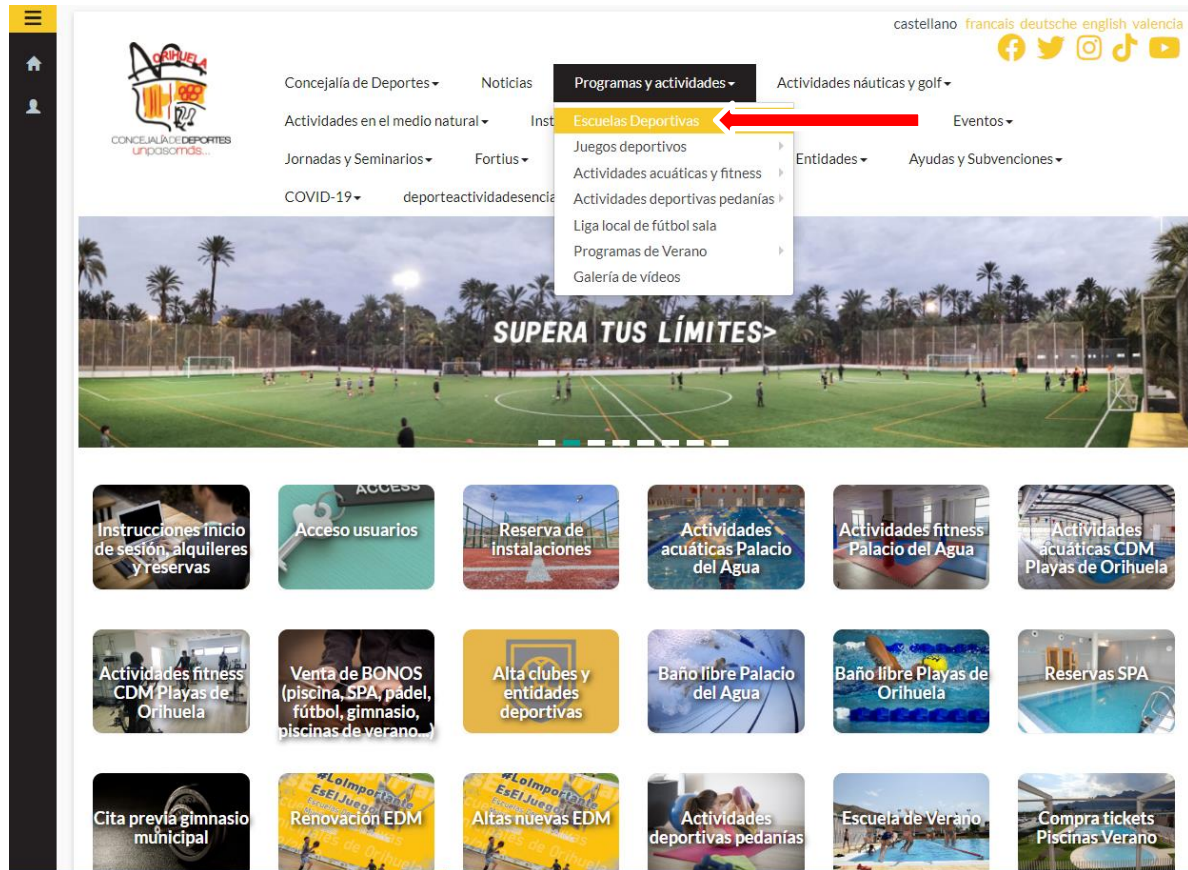 castellano francais deutsche english valencia
ORIHUELA
CONCEJALÍA DE DEPORTES
unpasomás...
Concejalía de Deportes Noticias Programas y actividades Actividades náuticas y golf
Actividades en el medio natural Inst Eventos
Jornadas y Seminarios Fortius Entidades Ayudas y Subvenciones
COVID-19 deporteactividadesencia
Escuelas Deportivas
Juegos deportivos
Actividades acuáticas y fitness
Actividades deportivas pedanías
Liga local de fútbol sala
Programas de Verano
Galería de vídeos
SUPERA TUS LÍMITES>
Instrucciones inicio
de sesión, alquileres
y reservas
ACCESS
Acceso usuarios
Reserva de
instalaciones
Actividades
acuáticas Palacio
del Agua
Actividades fitness
Palacio del Agua
Actividades
acuáticas CDM
Playas de Orihuela
Actividades fitness
CDM Playas de
Orihuela
Venta de BONOS
(piscina, SPA, pádel,
fútbol, gimnasio,
piscinas de verano...)
Alta clubes y
entidades
deportivas
Baño libre Palacio
del Agua
Baño libre Playas de
Orihuela
Reservas SPA
Cita previa gimnasio
municipal
#LoImportante
EsElJuego
Renovación EDM
#LoImportante
EsElJuego
Altas nuevas EDM
Actividades
deportivas pedanías
Escuela de Verano
Compra tickets
Piscinas Verano